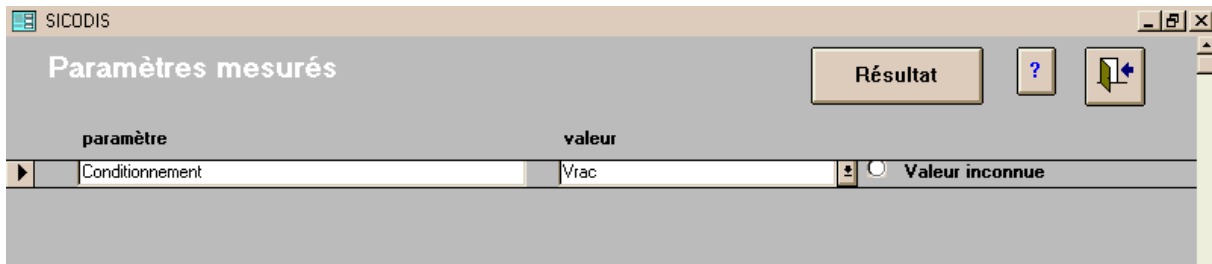 SICODIS
Paramètres mesurés
Résultat
?
paramètre valeur
Conditionnement Vrac Valeur inconnue